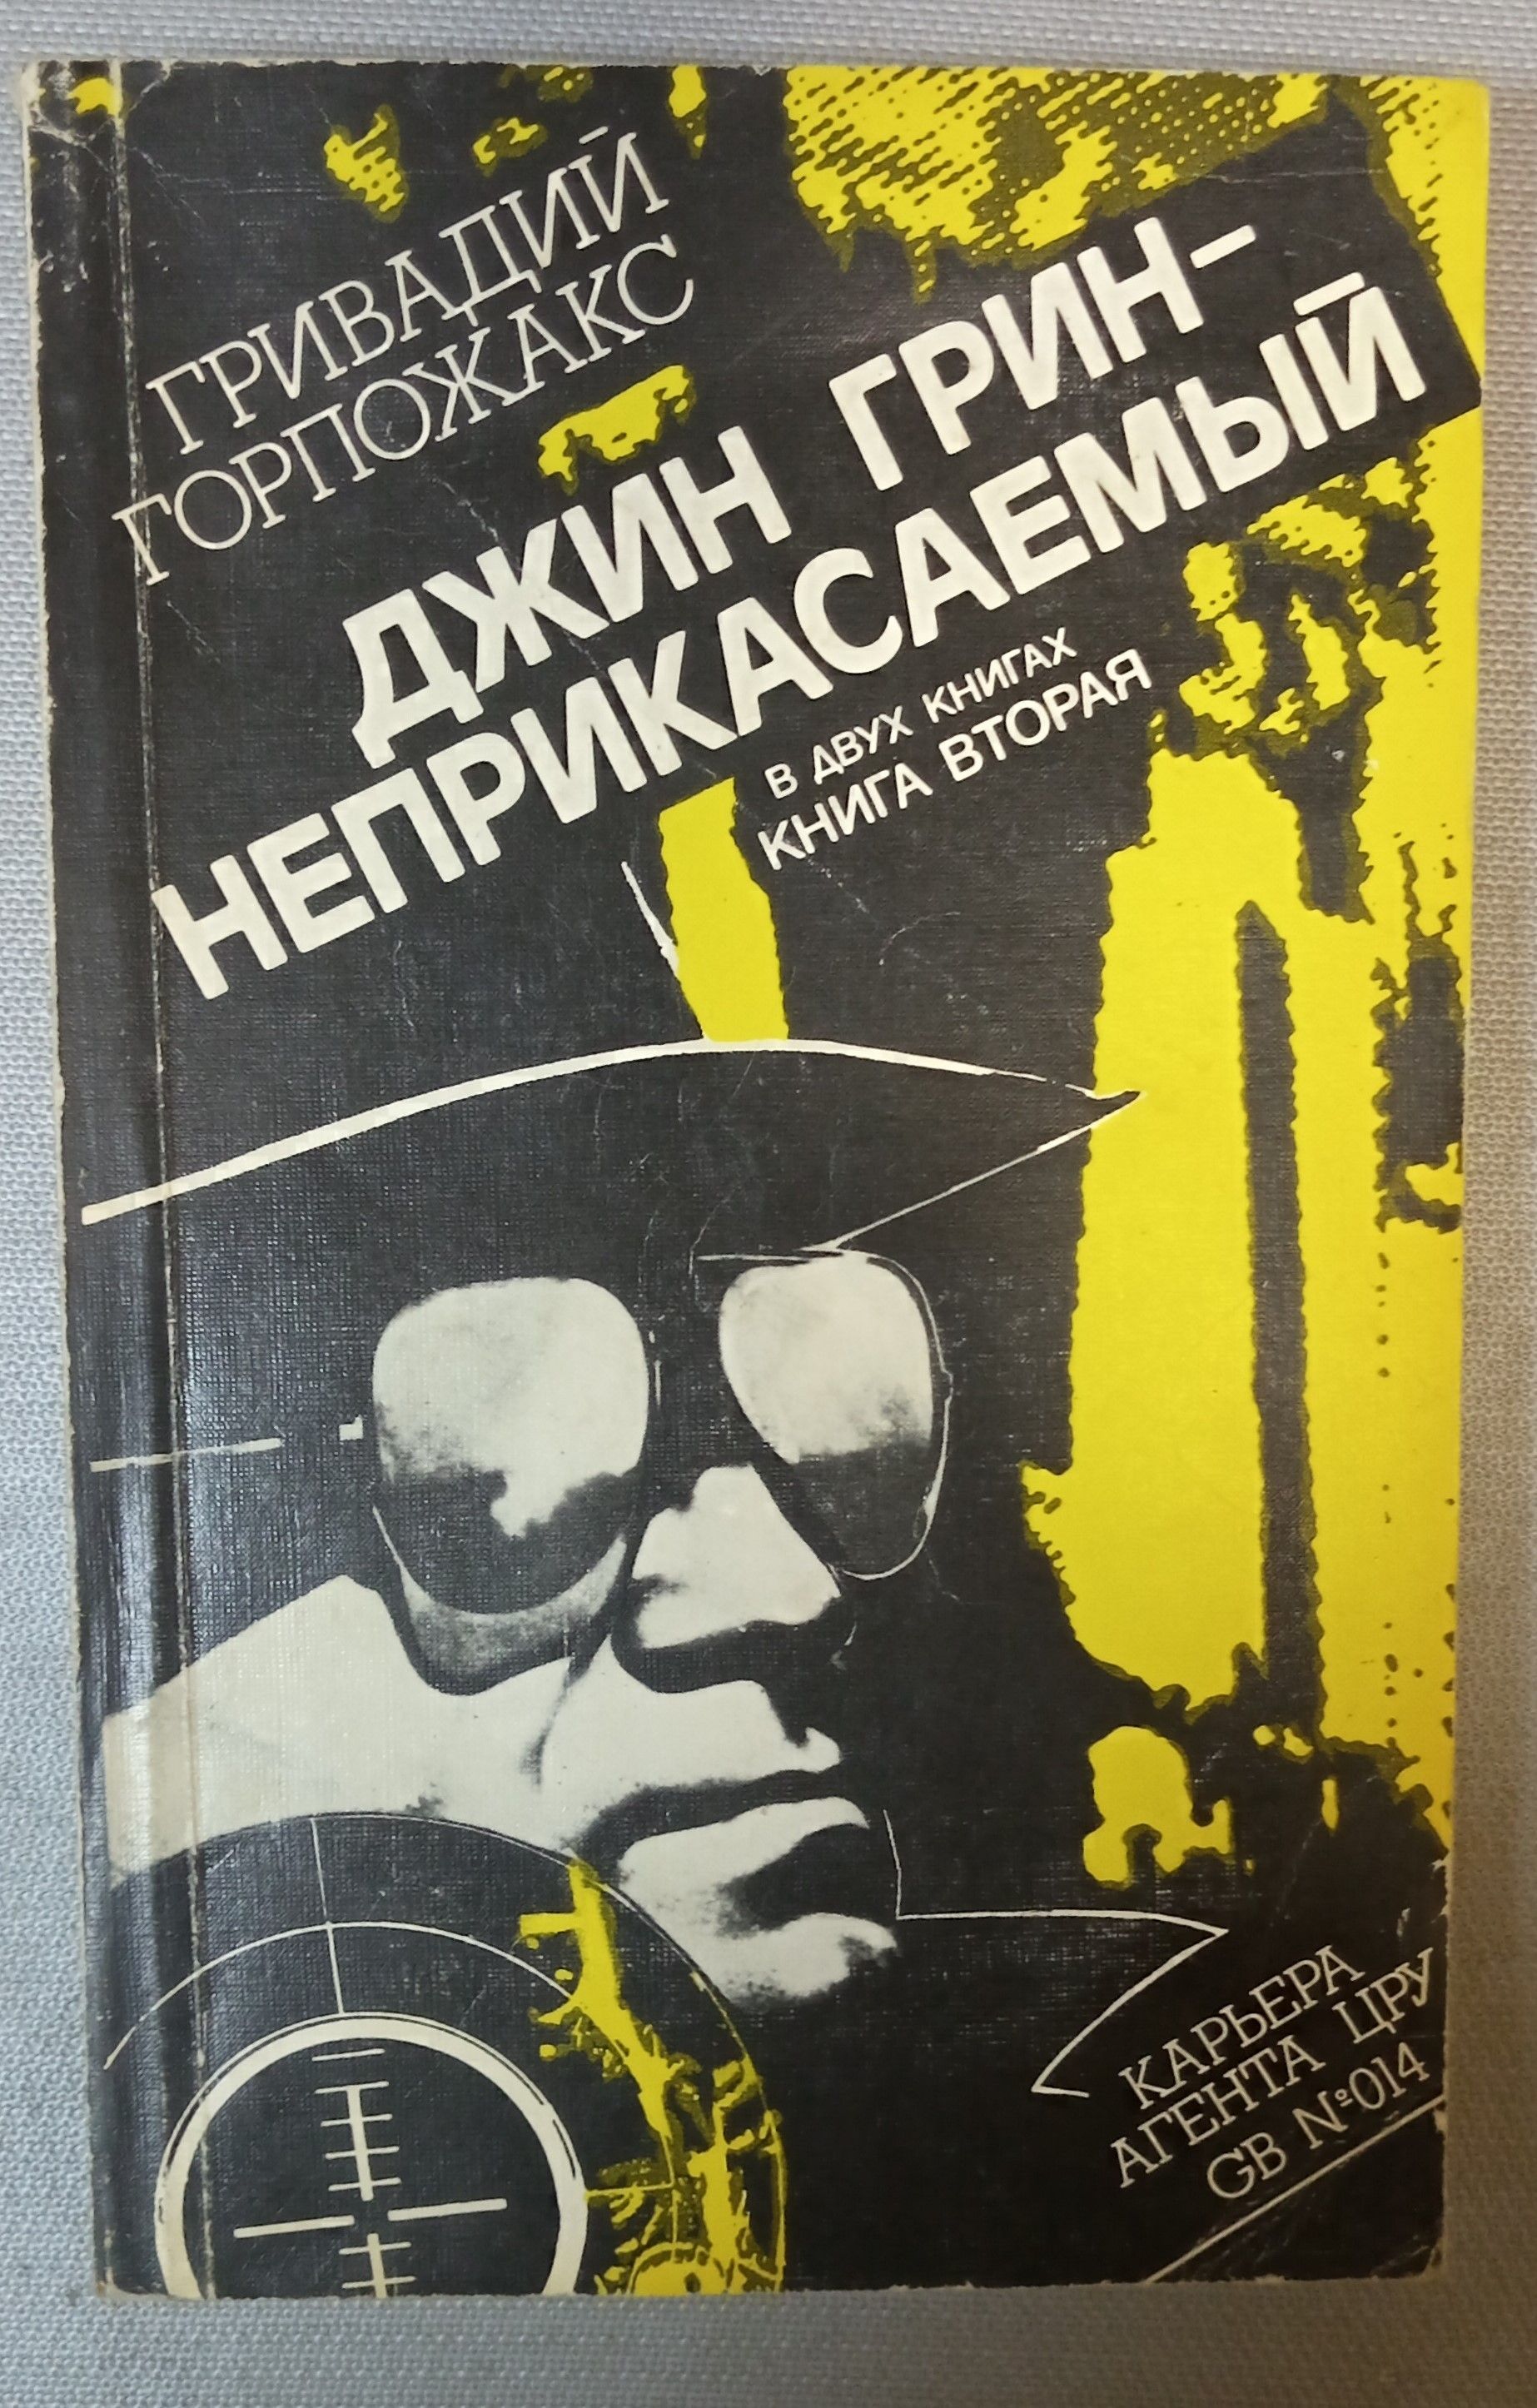 ГРИВАДИЙ
ГОРПОЖАКС
ДЖИН ГРИН-
НЕПРИКАСАЕМЫЙ
В ДВУХ КНИГАХ
КНИГА ВТОРАЯ
КАРЬЕРА
АГЕНТА ЦРУ
GB №014